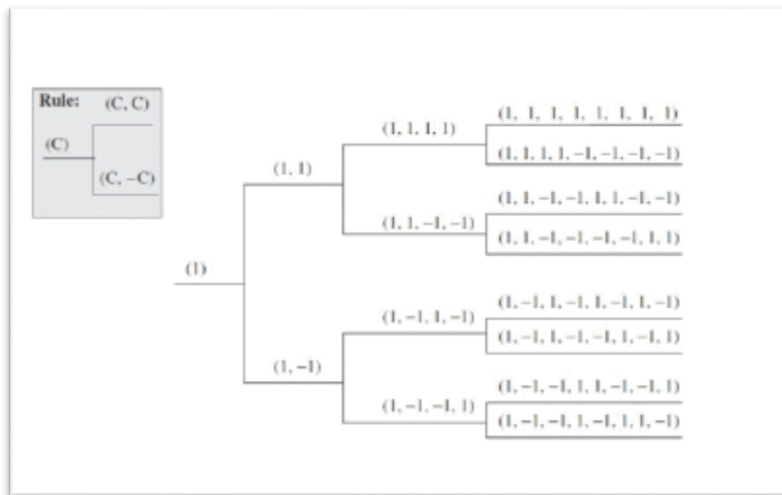 Rule: (C, C)
(C)
(C, −C)
(1)
(1, 1)
(1, −1)
(1, 1, 1, 1)
(1, 1, −1, −1)
(1, −1, 1, −1)
(1, −1, −1, 1)
(1, 1, 1, 1, 1, 1, 1, 1)
(1, 1, 1, 1, −1, −1, −1, −1)
(1, 1, −1, −1, 1, 1, −1, −1)
(1, 1, −1, −1, −1, −1, 1, 1)
(1, −1, 1, −1, 1, −1, 1, −1)
(1, −1, 1, −1, −1, 1, −1, 1)
(1, −1, −1, 1, 1, −1, −1, 1)
(1, −1, −1, 1, −1, 1, 1, −1)